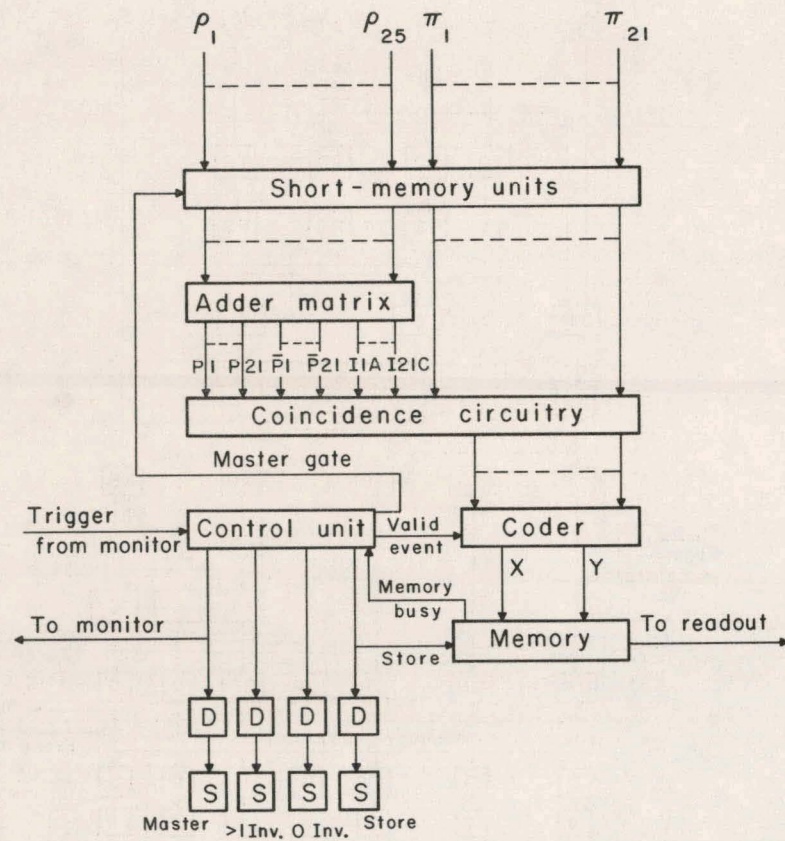 ρ1 ρ25 π1 π21
Short-memory units
Adder matrix
P1 P21 P̄1 P̄21 I1A I21C
Coincidence circuitry
Master gate
Trigger
from monitor
Control unit
Valid
event
Coder
X Y
Memory
busy
To monitor
Memory
To readout
Store
D D D D
S S S S
Master >1 Inv. 0 Inv. Store